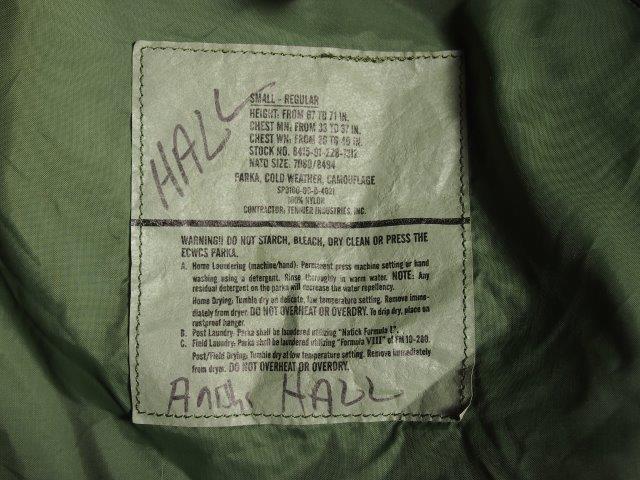 HALL
SMALL - REGULAR
HEIGHT: FROM 67 TO 71 IN.
CHEST MN: FROM 33 TO 37 IN.
CHEST WN: FROM TO IN.
STOCK NO. 8415-01-228-
NATO SIZE: 7080/8494
PARKA, COLD WEATHER, CAMOUFLAGE
100% NYLON
CONTRACTOR: TENNIER INDUSTRIES, INC.
WARNING!! DO NOT STARCH, BLEACH, DRY CLEAN OR PRESS THE
ECWCS PARKA.
A. Home Laundering (machine/hand): Permanent press machine setting or hand
washing using a detergent. Rinse thoroughly in warm water. NOTE: Any
residual detergent on the parka will decrease the water repellency.
Home Drying: Tumble dry on delicate, low temperature setting. Remove imme-
diately from dryer. DO NOT OVERHEAT OR OVERDRY. To drip dry, place on
rustproof hanger.
B. Post Laundry: Parka shall be laundered utilizing "Natick Formula I".
C. Field Laundry: Parka shall be laundered utilizing "Formula VIII" of FM 10-280.
Post/Field Drying: Tumble dry at low temperature setting. Remove immediately
from dryer. DO NOT OVERHEAT OR OVERDRY.
HALL